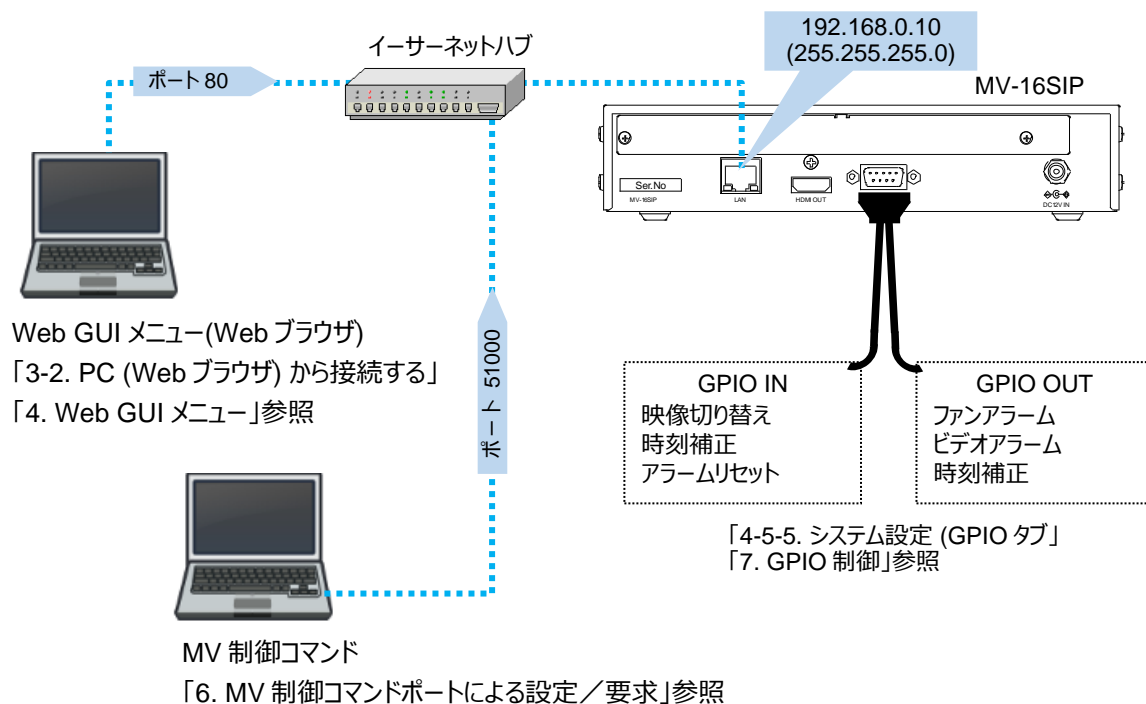 192.168.0.10
(255.255.255.0)
イーサーネットハブ
ポート 80
MV-16SIP
Ser.No
MV-16SIP
LAN
HDMI OUT
DC12V IN
Web GUI メニュー(Web ブラウザ)
「3-2. PC (Web ブラウザ) から接続する」
「4. Web GUI メニュー」参照
ポート 51000
GPIO IN
映像切り替え
時刻補正
アラームリセット
GPIO OUT
ファンアラーム
ビデオアラーム
時刻補正
「4-5-5. システム設定 (GPIO タブ」
「7. GPIO 制御」参照
MV 制御コマンド
「6. MV 制御コマンドポートによる設定／要求」参照